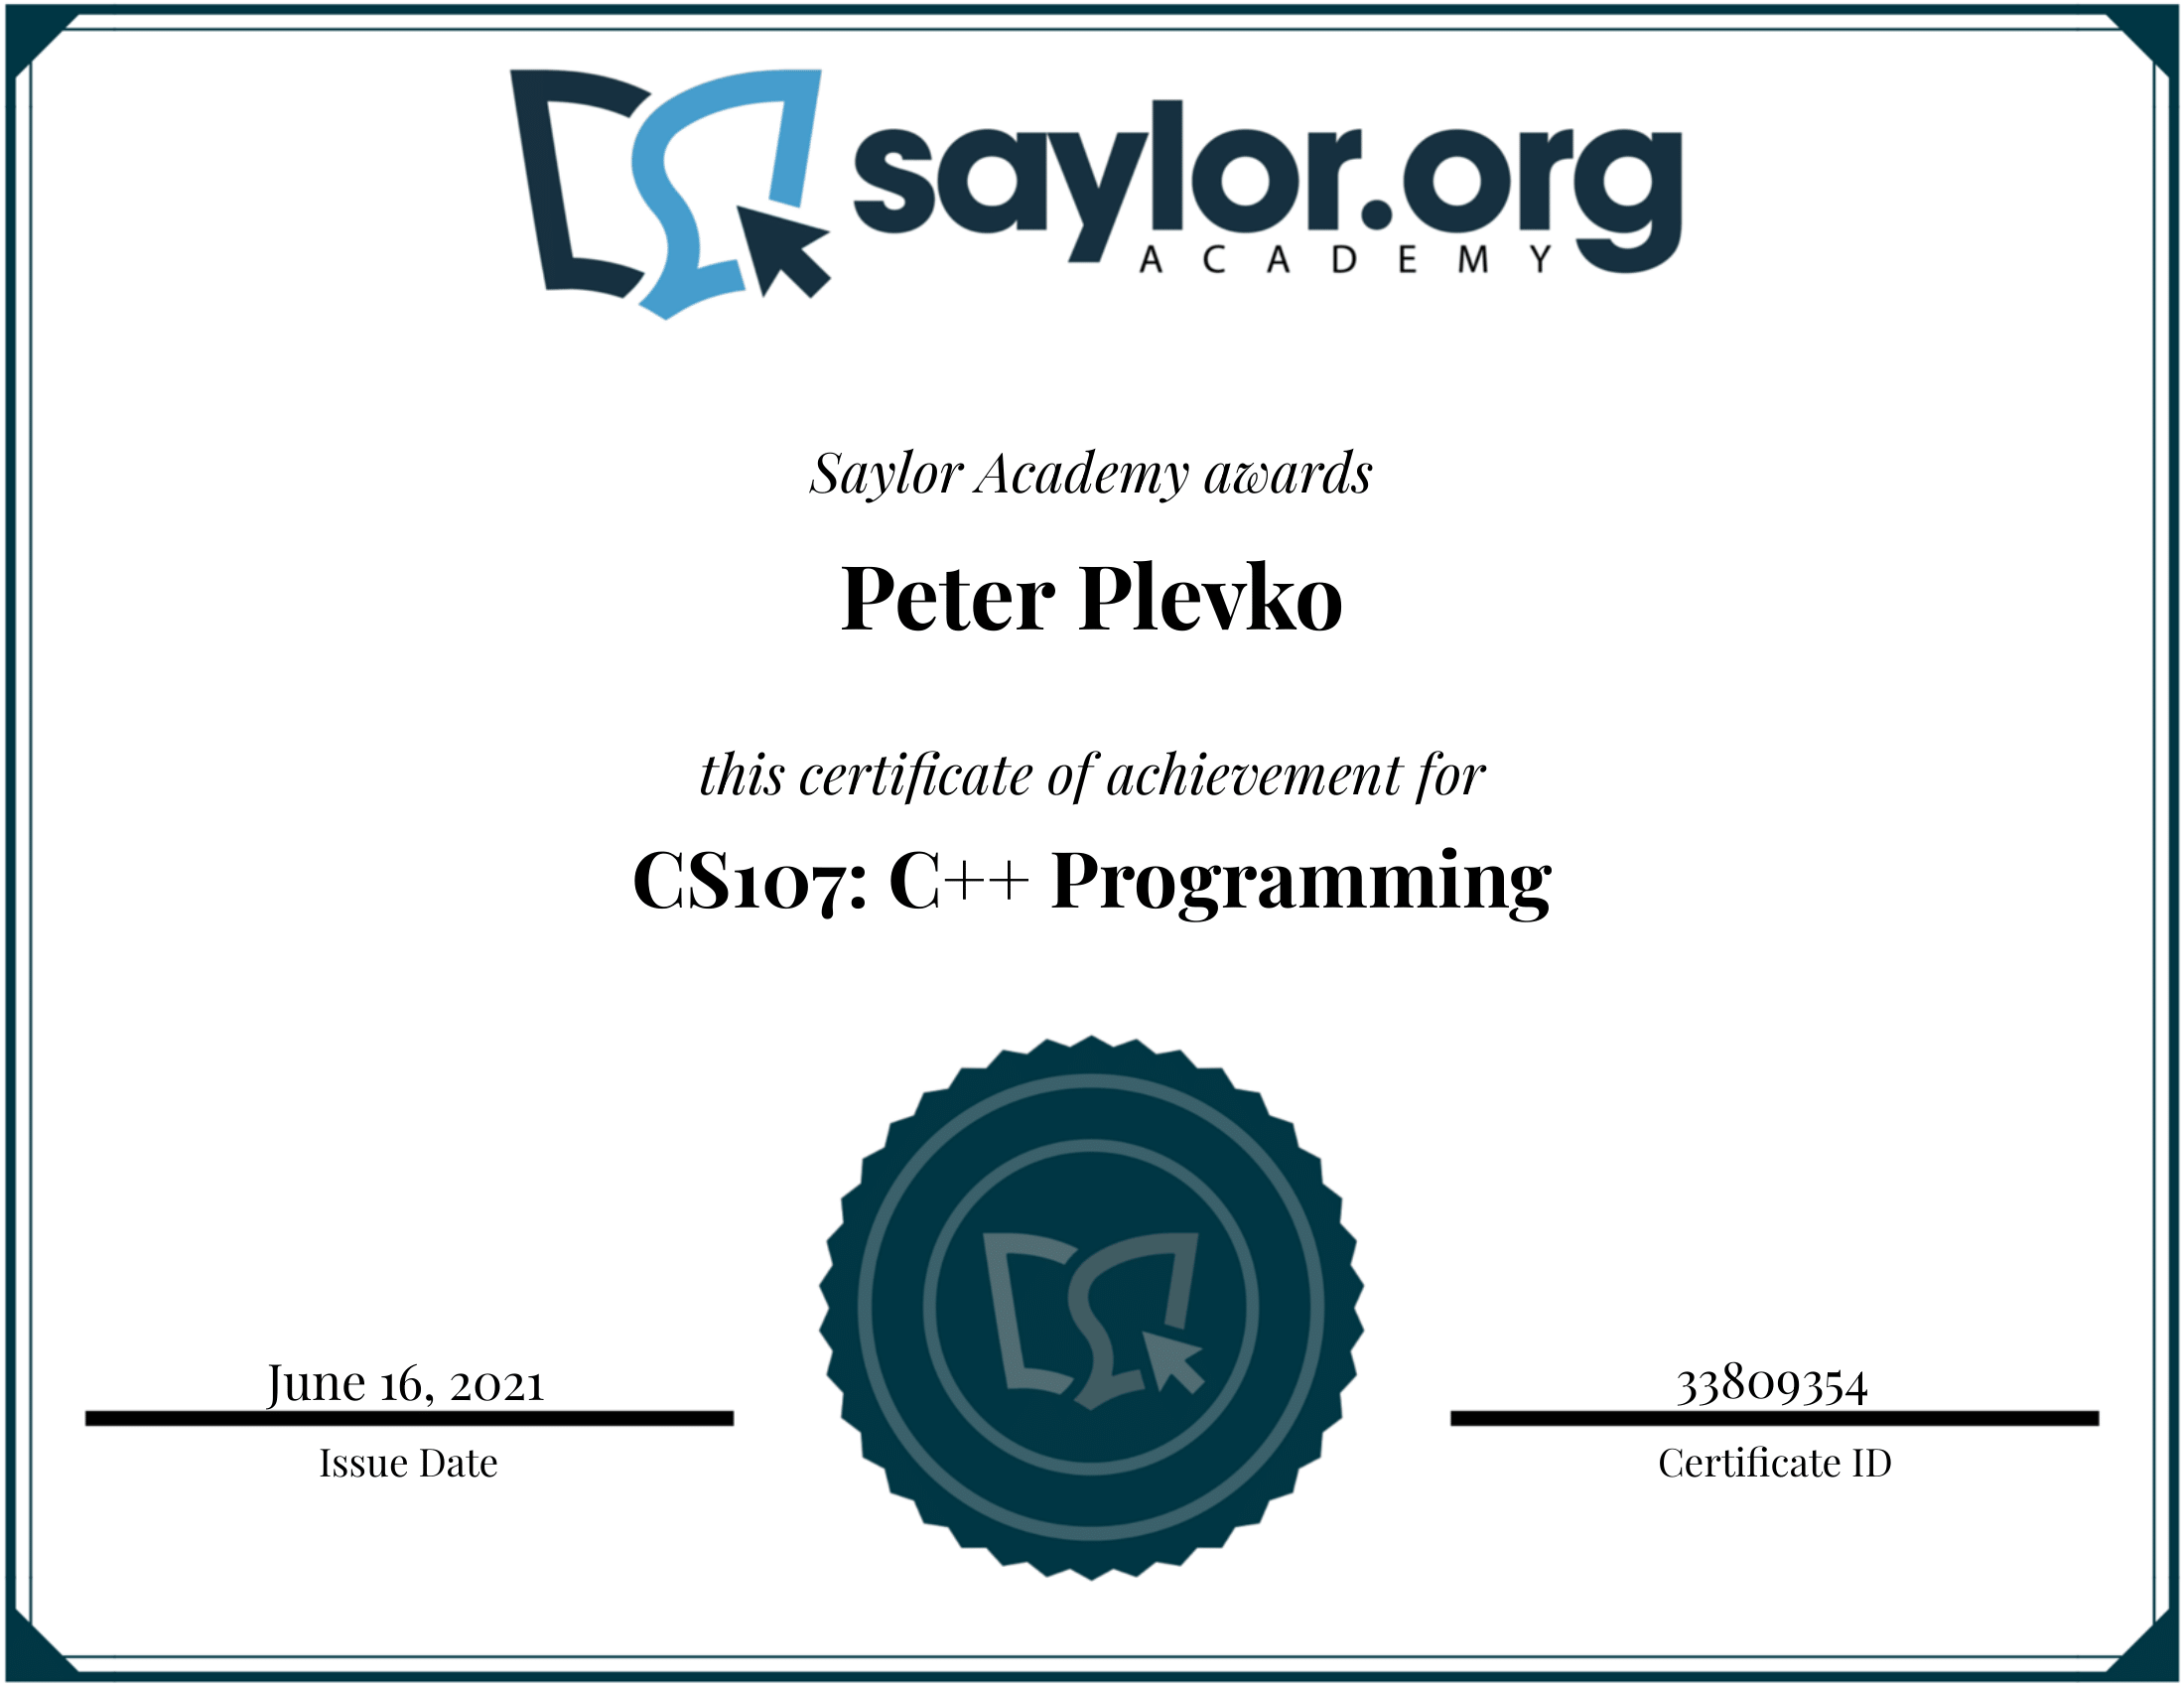 saylor.org
ACADEMY
Saylor Academy awards
Peter Plevko
this certificate of achievement for
CS107: C++ Programming
June 16, 2021
Issue Date
33809354
Certificate ID